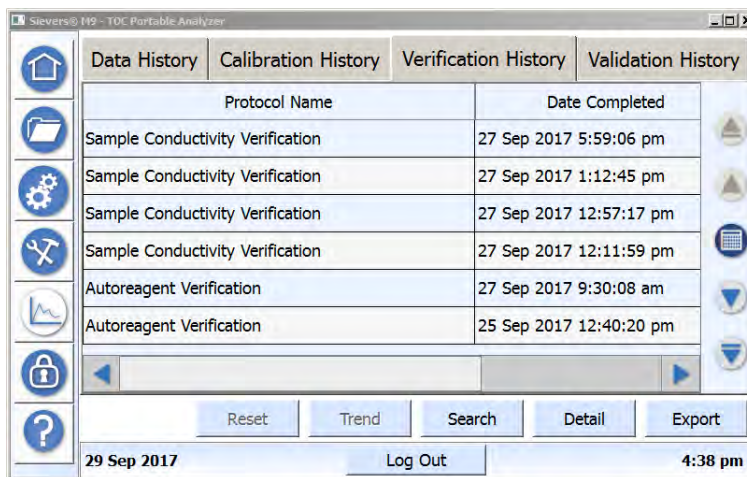 Sievers® M9 - TOC Portable Analyzer
Data History Calibration History Verification History Validation History
Protocol Name Date Completed
Sample Conductivity Verification 27 Sep 2017 5:59:06 pm
Sample Conductivity Verification 27 Sep 2017 1:12:45 pm
Sample Conductivity Verification 27 Sep 2017 12:57:17 pm
Sample Conductivity Verification 27 Sep 2017 12:11:59 pm
Autoreagent Verification 27 Sep 2017 9:30:08 am
Autoreagent Verification 25 Sep 2017 12:40:20 pm
Reset Trend Search Detail Export
29 Sep 2017 Log Out 4:38 pm